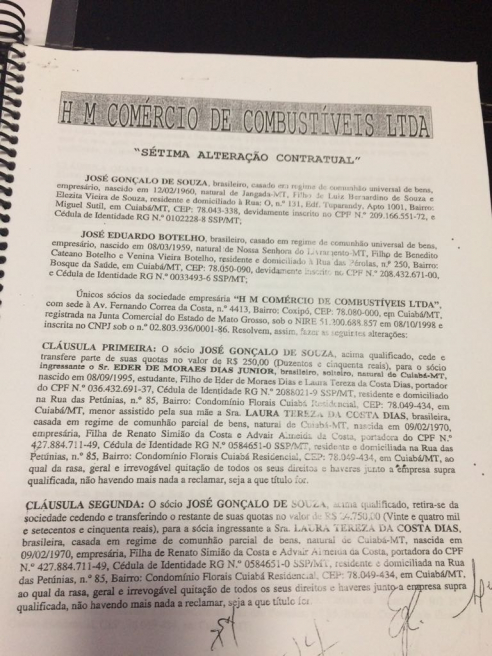 H M COMÉRCIO DE COMBUSTÍVEIS LTDA
"SÉTIMA ALTERAÇÃO CONTRATUAL"
JOSÉ GONÇALO DE SOUZA, brasileiro, casado em regime de comunhão universal de bens,
empresário, nascido em 12/02/1960, natural de Jangada-MT, Filho de Luiz Bernardino de Souza e
Elezita Vieira de Souza, residente e domiciliado à Rua: O, n.º 131, Edf. Tuparandy, Apto 1001, Bairro:
Miguel Sutil, em Cuiabá/MT, CEP: 78.043-338, devidamente inscrito no CPF N.º 209.166.551-72, e
Cédula de Identidade RG N.º 0102228-8 SSP/MT;
JOSÉ EDUARDO BOTELHO, brasileiro, casado em regime de comunhão universal de bens,
empresário, nascido em 08/03/1959, natural de Nossa Senhora do Livramento-MT, Filho de Benedito
Cateano Botelho e Venina Vieira Botelho, residente e domiciliado à Rua das Pérolas, nº 250, Bairro:
Bosque da Saúde, em Cuiabá/MT, CEP: 78.050-090, devidamente inscrito no CPF N.º 208.432.671-00,
e Cédula de Identidade RG N.º 0033493-6 SSP/MT;
Únicos sócios da sociedade empresária "H M COMÉRCIO DE COMBUSTÍVEIS LTDA",
com sede à Av. Fernando Correa da Costa, n.º 4413, Bairro: Coxipó, CEP: 78.080-000, em Cuiabá/MT,
registrada na Junta Comercial do Estado de Mato Grosso, sob o NIRE 51.200.688.857 em 08/10/1998 e
inscrita no CNPJ sob o n.º 02.803.936/0001-86. Resolvem, assim, fazer as seguintes alterações:
CLÁUSULA PRIMEIRA: O sócio JOSÉ GONÇALO DE SOUZA, acima qualificado, cede e
transfere parte de suas quotas no valor de R$ 250,00 (Duzentos e cinquenta reais), para o sócio
ingressante o Sr. EDER DE MORAES DIAS JUNIOR, brasileiro, solteiro, natural de Cuiabá-MT,
nascido em 08/09/1995, estudante, Filho de Eder de Moraes Dias e Laura Tereza da Costa Dias, portador
do CPF N.º 036.432.691-37, Cédula de Identidade RG N.º 2088021-9 SSP/MT, residente e domiciliado
na Rua das Petúnias, n.º 85, Bairro: Condomínio Florais Cuiabá Residencial, CEP: 78.049-434, em
Cuiabá/MT, menor assistido pela sua mãe a Sra. LAURA TEREZA DA COSTA DIAS, brasileira,
casada em regime de comunhão parcial de bens, natural de Cuiabá-MT, nascida em 09/02/1970,
empresária, Filha de Renato Simião da Costa e Advair Almeida da Costa, portadora do CPF N.º
427.884.711-49, Cédula de Identidade RG N.º 0584651-0 SSP/MT, residente e domiciliada na Rua das
Petúnias, n.º 85, Bairro: Condomínio Florais Cuiabá Residencial, CEP: 78.049-434, em Cuiabá/MT, ao
qual da rasa, geral e irrevogável quitação de todos os seus direitos e haveres junto a empresa supra
qualificada, não havendo mais nada a reclamar, seja a que título for.
CLÁUSULA SEGUNDA: O sócio JOSÉ GONÇALO DE SOUZA, acima qualificado, retira-se da
sociedade cedendo e transferindo o restante de suas quotas no valor de R$ 24.750,00 (Vinte e quatro mil
e setecentos e cinquenta reais), para a sócia ingressante a Sra. LAURA TEREZA DA COSTA DIAS,
brasileira, casada em regime de comunhão parcial de bens, natural de Cuiabá-MT, nascida em
09/02/1970, empresária, Filha de Renato Simião da Costa e Advair Almeida da Costa, portadora do CPF
N.º 427.884.711-49, Cédula de Identidade RG N.º 0584651-0 SSP/MT, residente e domiciliada na Rua
das Petúnias, n.º 85, Bairro: Condomínio Florais Cuiabá Residencial, CEP: 78.049-434, em Cuiabá/MT,
ao qual da rasa, geral e irrevogável quitação de todos os seus direitos e haveres junto a empresa supra
qualificada, não havendo mais nada a reclamar, seja a que título for.